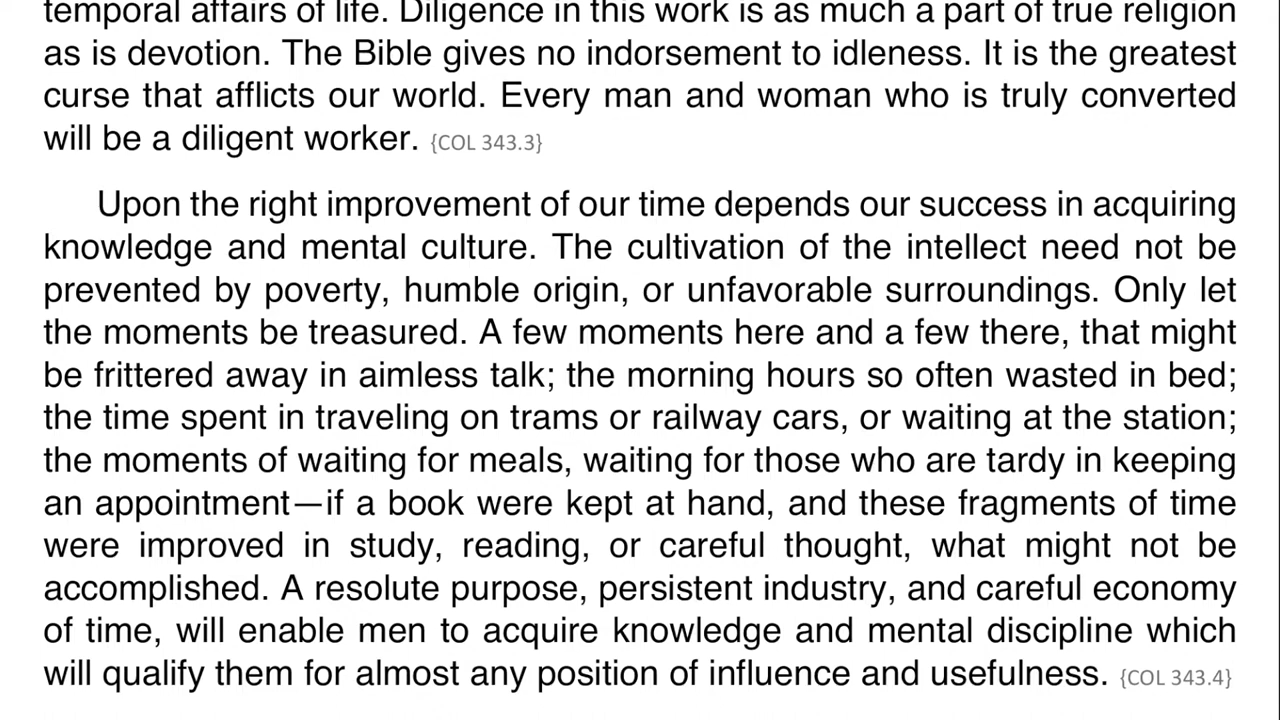 temporal affairs of life. Diligence in this work is as much a part of true religion
as is devotion. The Bible gives no indorsement to idleness. It is the greatest
curse that afflicts our world. Every man and woman who is truly converted
will be a diligent worker. {COL 343.3}
Upon the right improvement of our time depends our success in acquiring
knowledge and mental culture. The cultivation of the intellect need not be
prevented by poverty, humble origin, or unfavorable surroundings. Only let
the moments be treasured. A few moments here and a few there, that might
be frittered away in aimless talk; the morning hours so often wasted in bed;
the time spent in traveling on trams or railway cars, or waiting at the station;
the moments of waiting for meals, waiting for those who are tardy in keeping
an appointment—if a book were kept at hand, and these fragments of time
were improved in study, reading, or careful thought, what might not be
accomplished. A resolute purpose, persistent industry, and careful economy
of time, will enable men to acquire knowledge and mental discipline which
will qualify them for almost any position of influence and usefulness. {COL 343.4}